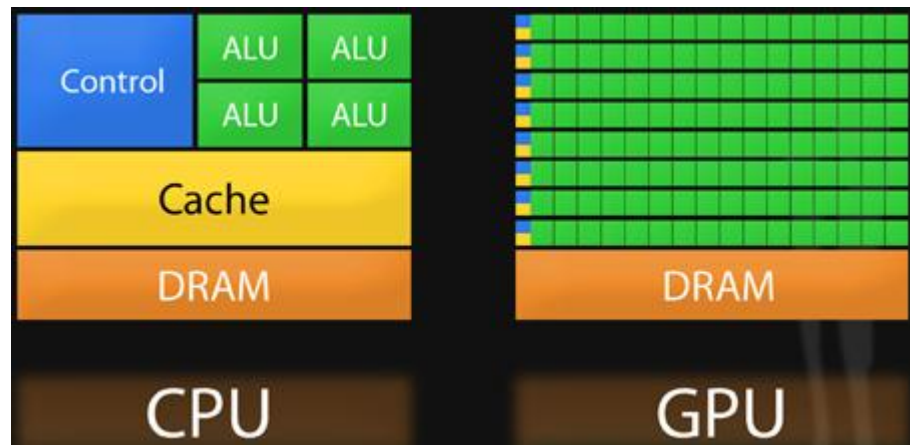 Control
ALU ALU
ALU ALU
Cache
DRAM
DRAM
CPU
GPU